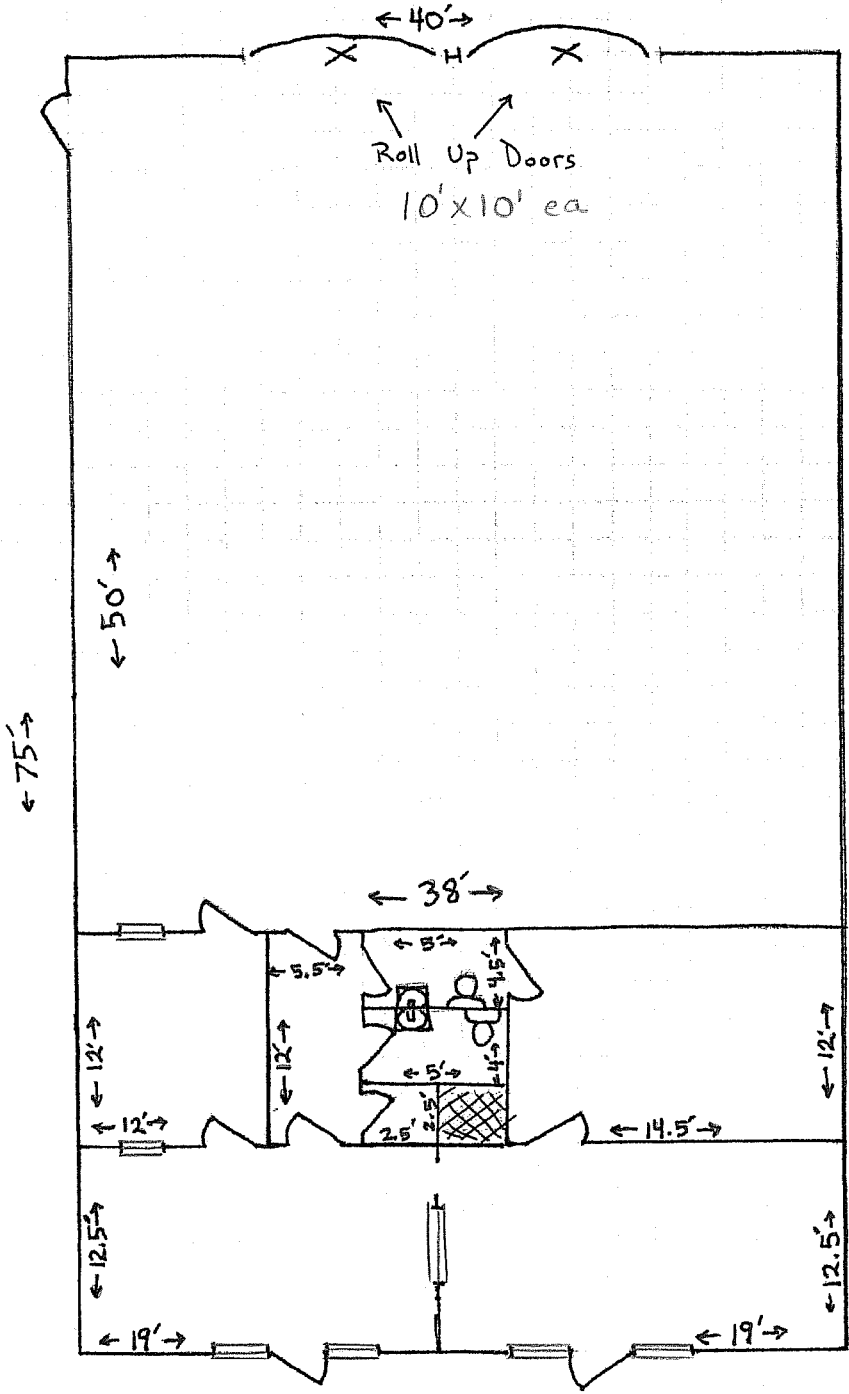 ← 40' →
X H X
Roll Up Doors
10'x10' ea
← 50' →
← 75' →
← 38' →
← 5' →
← 5.5' →
4.5' →
← 12' →
← 12' →
← 4' →
← 5' →
← 12' →
← 12' →
2.5'
2.5'
← 14.5' →
← 12.5' →
← 12.5' →
← 19' →
← 19' →